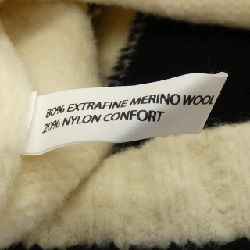 80% EXTRAFINE MERINO WOOL
20% NYLON CONFORT